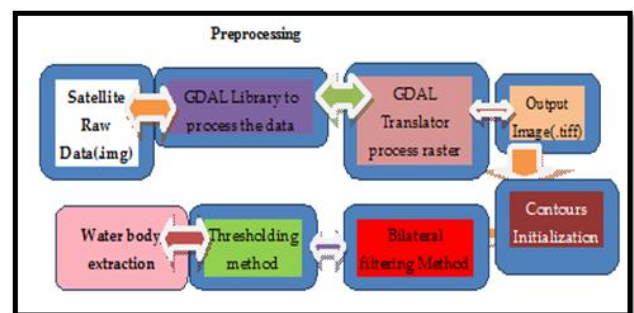 Preprocessing
Satellite
Raw
Data(.img)
GDAL Library to
process the data
GDAL
Translator
process raster
Output
Image(.tiff)
Contours
Initialization
Bilateral
filtering Method
Thresholding
method
Water body
extraction